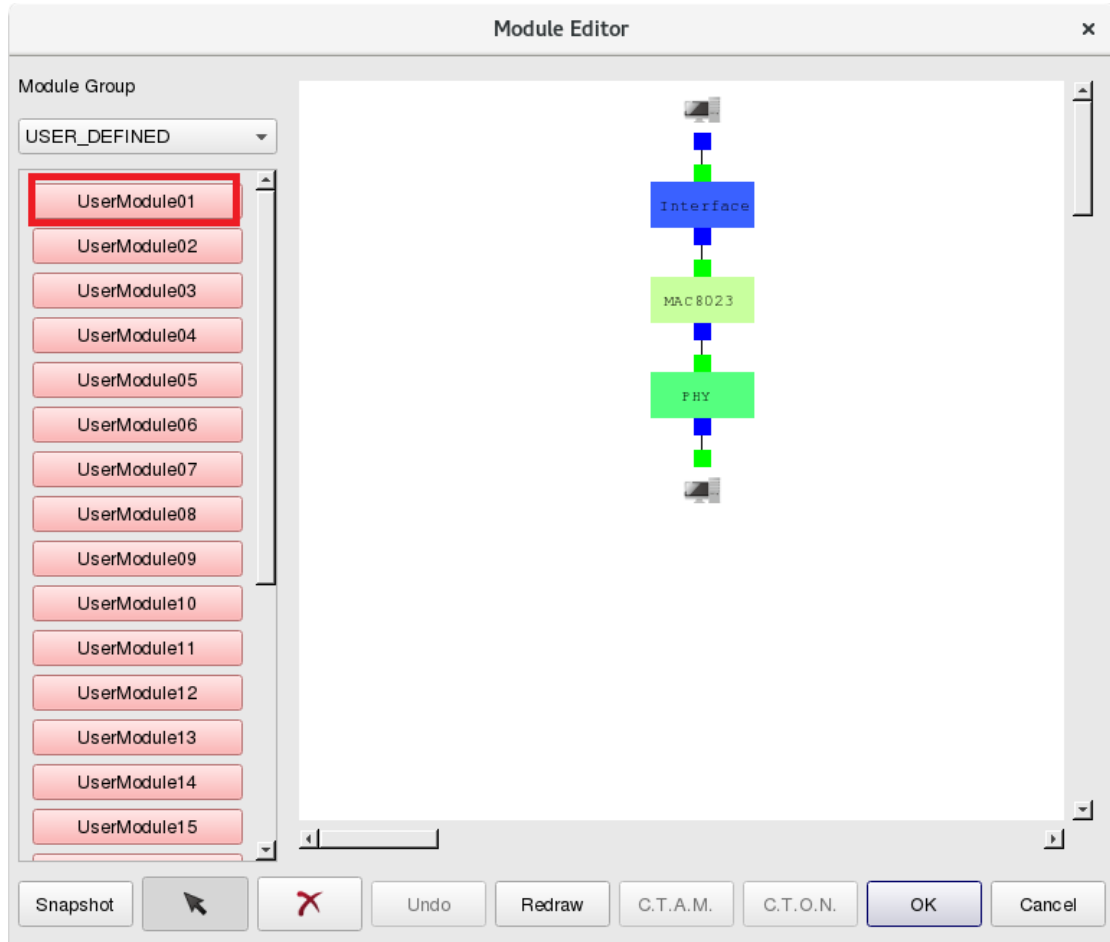 Module Editor
Module Group
USER_DEFINED
UserModule01
UserModule02
UserModule03
UserModule04
UserModule05
UserModule06
UserModule07
UserModule08
UserModule09
UserModule10
UserModule11
UserModule12
UserModule13
UserModule14
UserModule15
Interface
MAC8023
PHY
Snapshot
Undo
Redraw
C.T.A.M.
C.T.O.N.
OK
Cancel